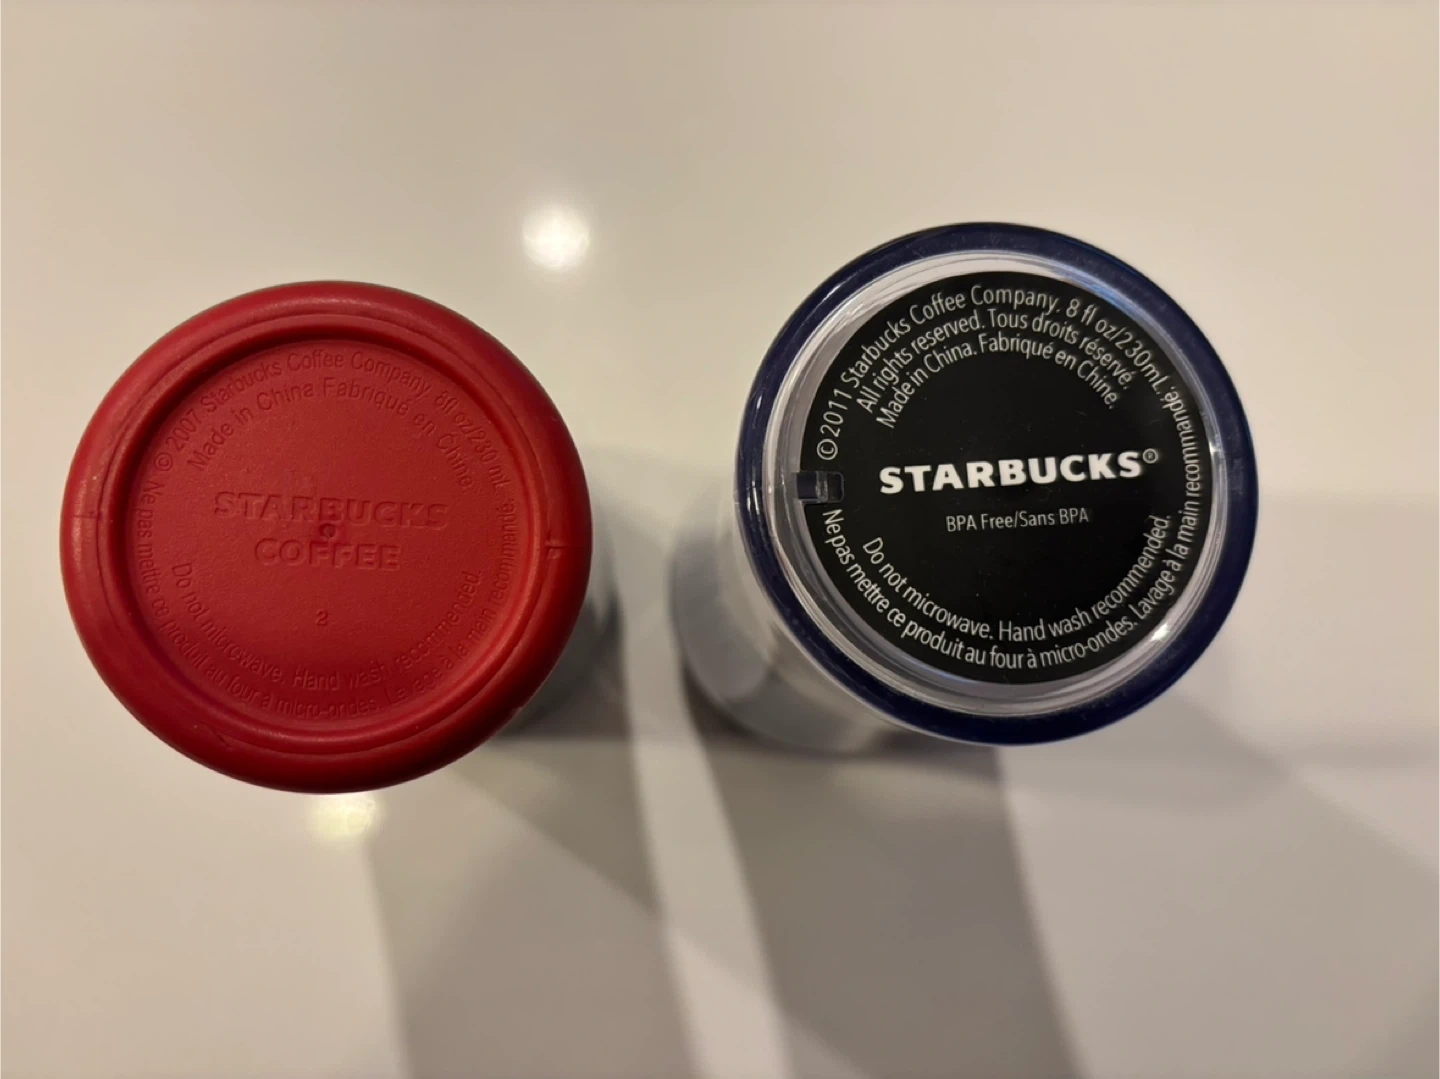 © 2007 Starbucks Coffee Company. 8fl oz/230 mL.
Made in China Fabriqué en Chine
STARBUCKS
COFFEE
2
Do not microwave. Hand wash recommended.
Ne pas mettre ce produit au four à micro-ondes. Lavage à la main recommandé.
©2011 Starbucks Coffee Company. 8 fl oz/230mL.
All rights reserved. Tous droits réservé.
Made in China. Fabriqué en Chine.
STARBUCKS®
BPA Free/Sans BPA
Do not microwave. Hand wash recommended.
Ne pas mettre ce produit au four à micro-ondes. Lavage à la main recommandé.